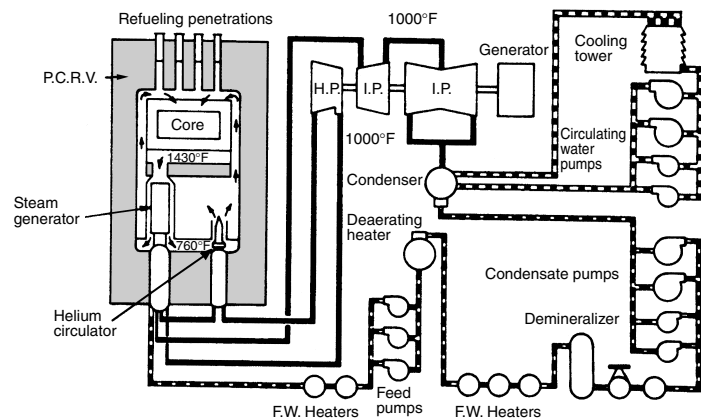 Refueling penetrations
1000°F
Generator
Cooling
tower
P.C.R.V.
H.P.
I.P.
I.P.
Core
1000°F
Circulating
water
pumps
1430°F
Condenser
Steam
generator
Deaerating
heater
760°F
Condensate pumps
Helium
circulator
Demineralizer
F.W. Heaters
Feed
pumps
F.W. Heaters